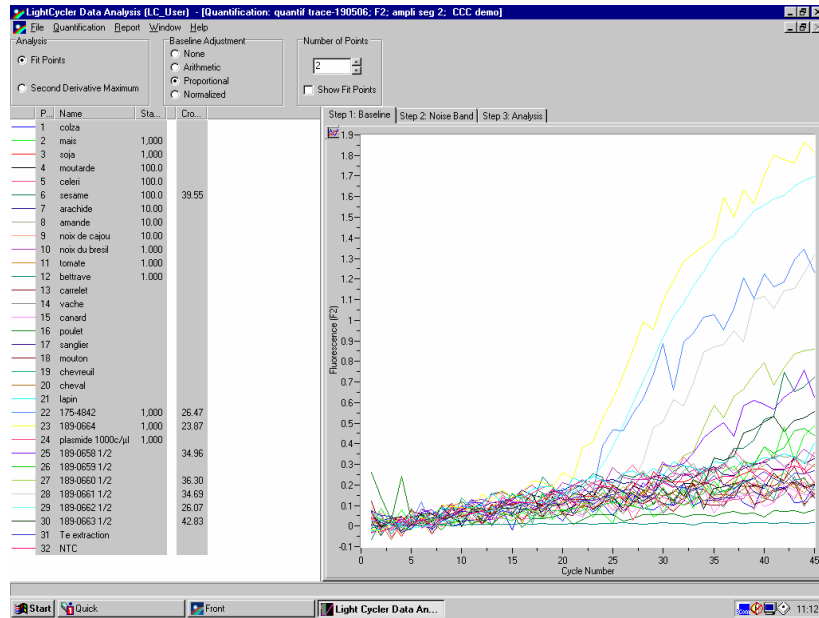 LightCycler Data Analysis (LC_User) - [Quantification: quantif trace-190506; F2; ampli seg 2; CCC demo]
File Quantification Report Window Help
Analysis
Fit Points
Second Derivative Maximum
Baseline Adjustment
None
Arithmetic
Proportional
Normalized
Number of Points
2
Show Fit Points
P... Name Sta... Cro...
1 colza
2 mais 1,000
3 soja 1,000
4 moutarde 100.0
5 celeri 100.0
6 sesame 100.0 39.55
7 arachide 10.00
8 amande 10.00
9 noix de cajou 10.00
10 noix du bresil 1.000
11 tomate 1.000
12 bettrave 1.000
13 carrelet
14 vache
15 canard
16 poulet
17 sanglier
18 mouton
19 chevreuil
20 cheval
21 lapin
22 175-4842 1,000 26.47
23 189-0664 1,000 23.87
24 plasmide 1000c/µl 1,000
25 189-0658 1/2 34.96
26 189-0659 1/2
27 189-0660 1/2 36.30
28 189-0661 1/2 34.69
29 189-0662 1/2 26.07
30 189-0663 1/2 42.83
31 Te extraction
32 NTC
Step 1: Baseline Step 2: Noise Band Step 3: Analysis
1.9
1.8
1.7
1.6
1.5
1.4
1.3
1.2
1.1
1
0.9
0.8
0.7
0.6
0.5
0.4
0.3
0.2
0.1
0
-0.1
Fluorescence (F2)
0 5 10 15 20 25 30 35 40 45
Cycle Number
Start Quick Front Light Cycler Data An... 11:12